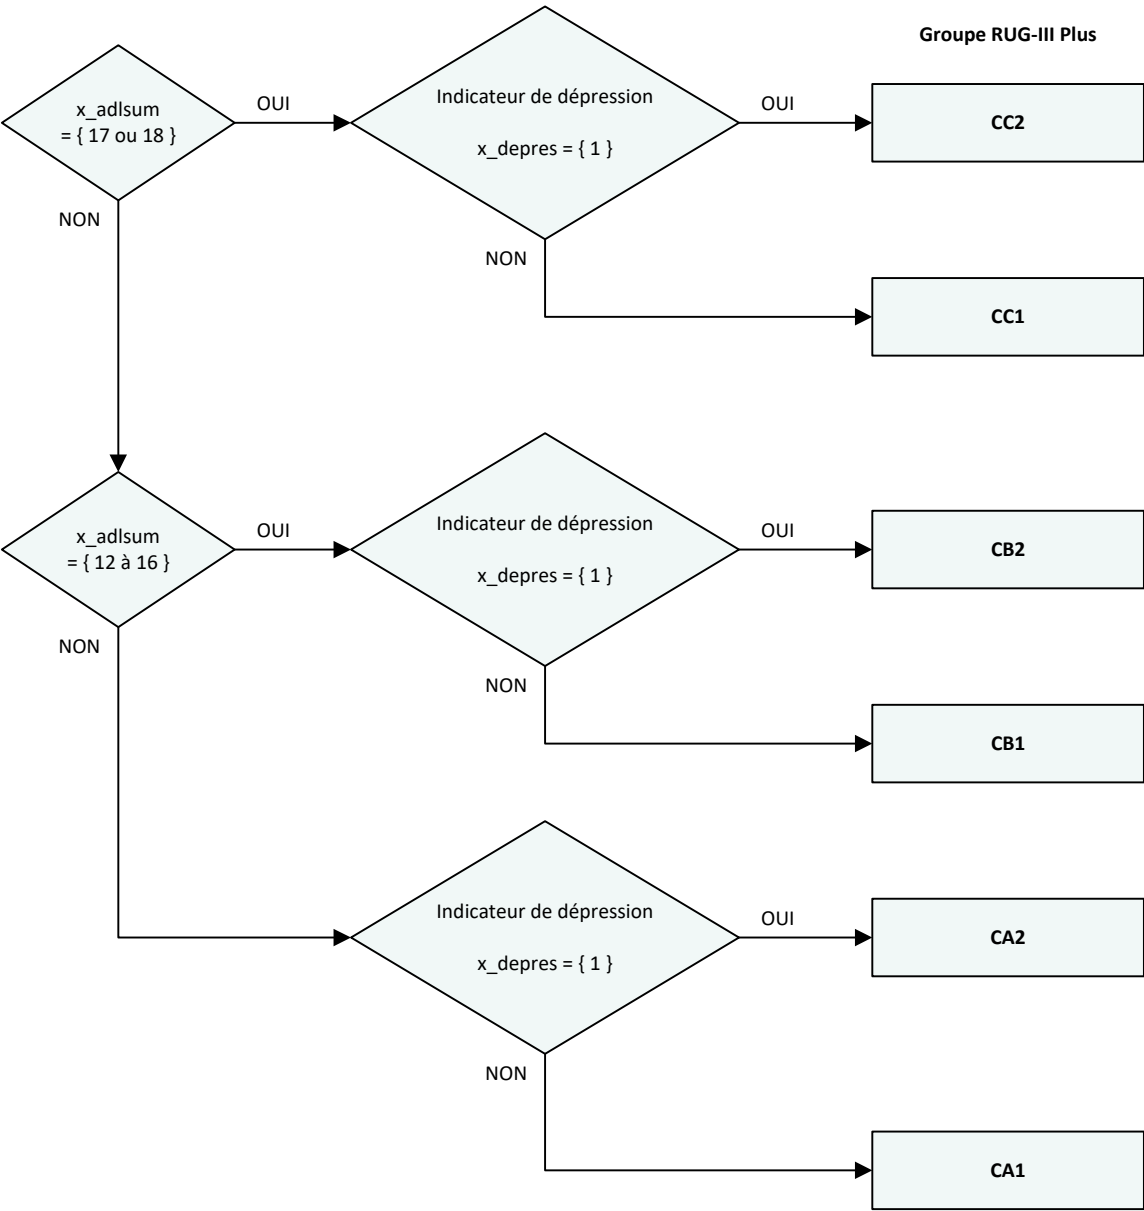 Groupe RUG-III Plus
x_adlsum
= { 17 ou 18 }
OUI
Indicateur de dépression
x_depres = { 1 }
OUI
CC2
NON
NON
CC1
x_adlsum
= { 12 à 16 }
OUI
Indicateur de dépression
x_depres = { 1 }
OUI
CB2
NON
NON
CB1
Indicateur de dépression
x_depres = { 1 }
OUI
CA2
NON
CA1